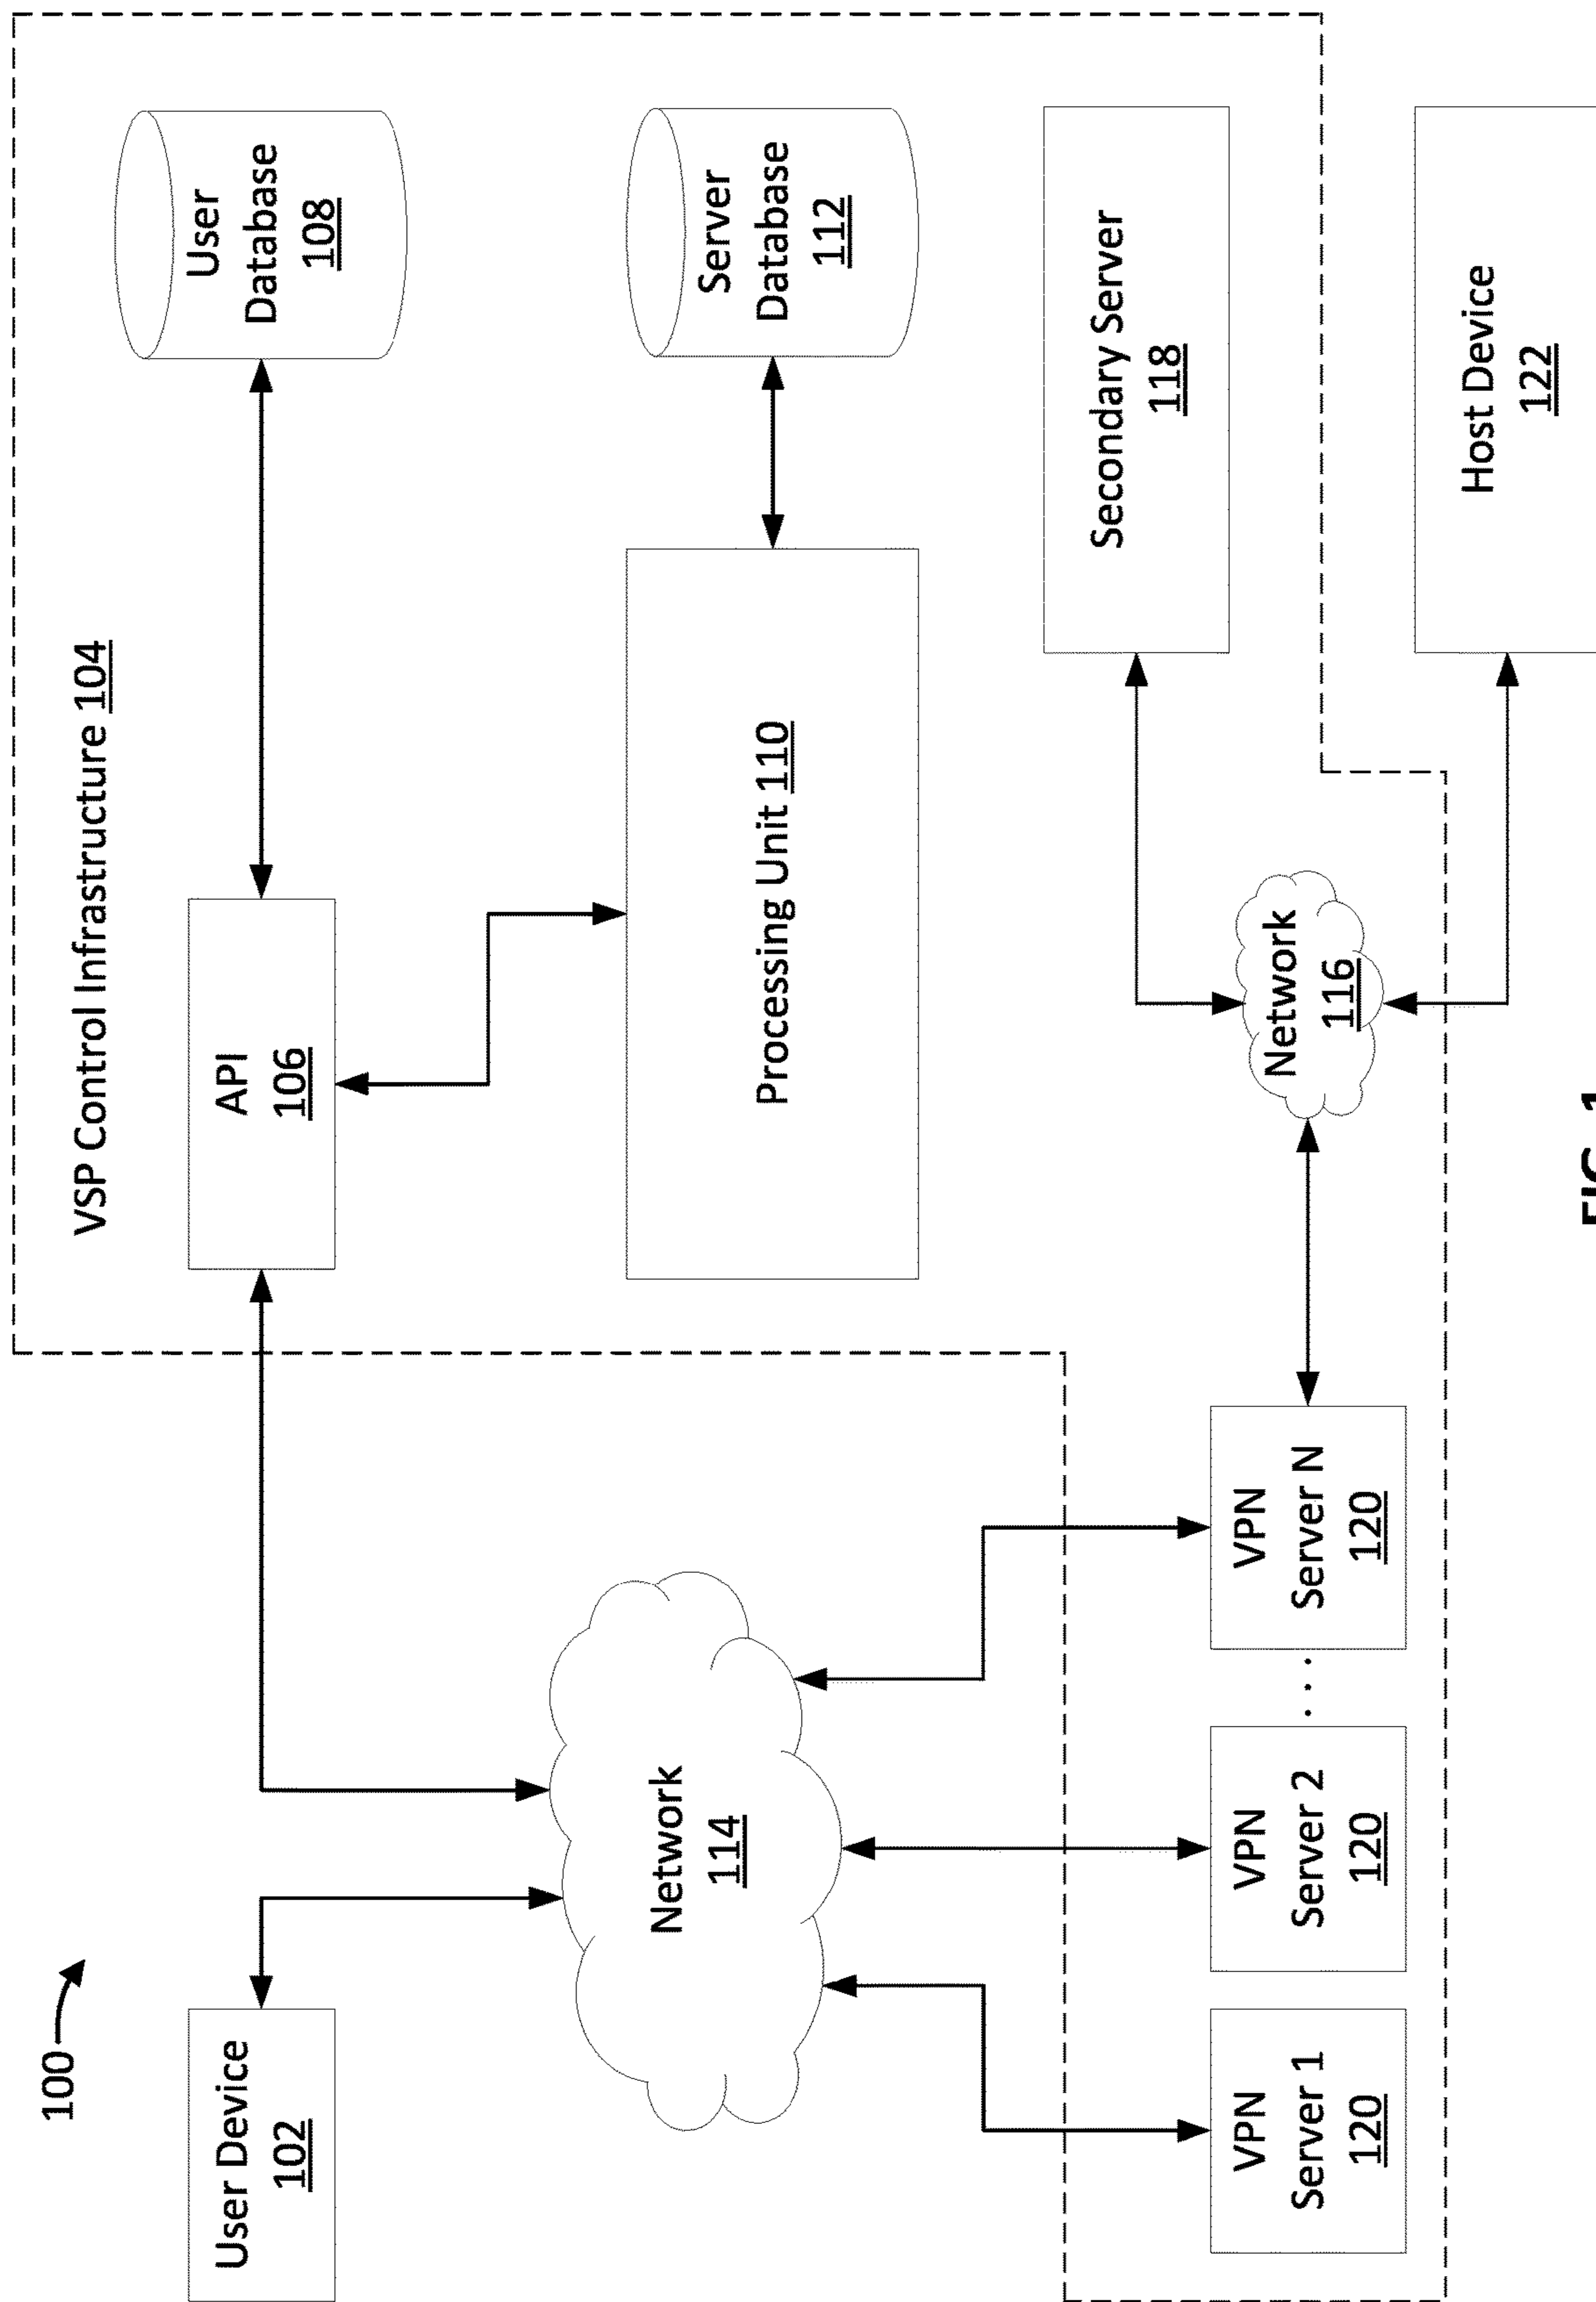 100
User Device
102
VSP Control Infrastructure 104
API
106
User
Database
108
Processing Unit 110
Server
Database
112
Network
114
Secondary Server
118
VPN
Server 1
120
VPN
Server 2
120
. . .
VPN
Server N
120
Network
116
Host Device
122
FIG. 1